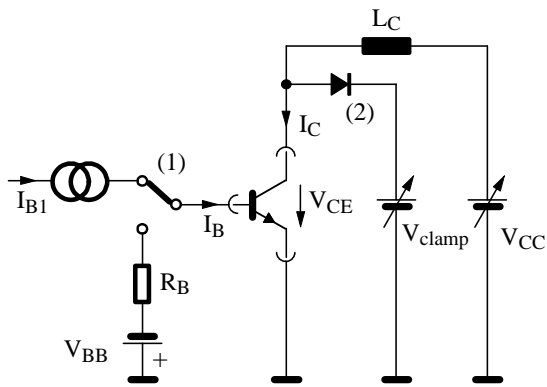 L_C
(2)
I_C
(1)
I_B1
I_B
V_CE
V_clamp
V_CC
R_B
V_BB
+